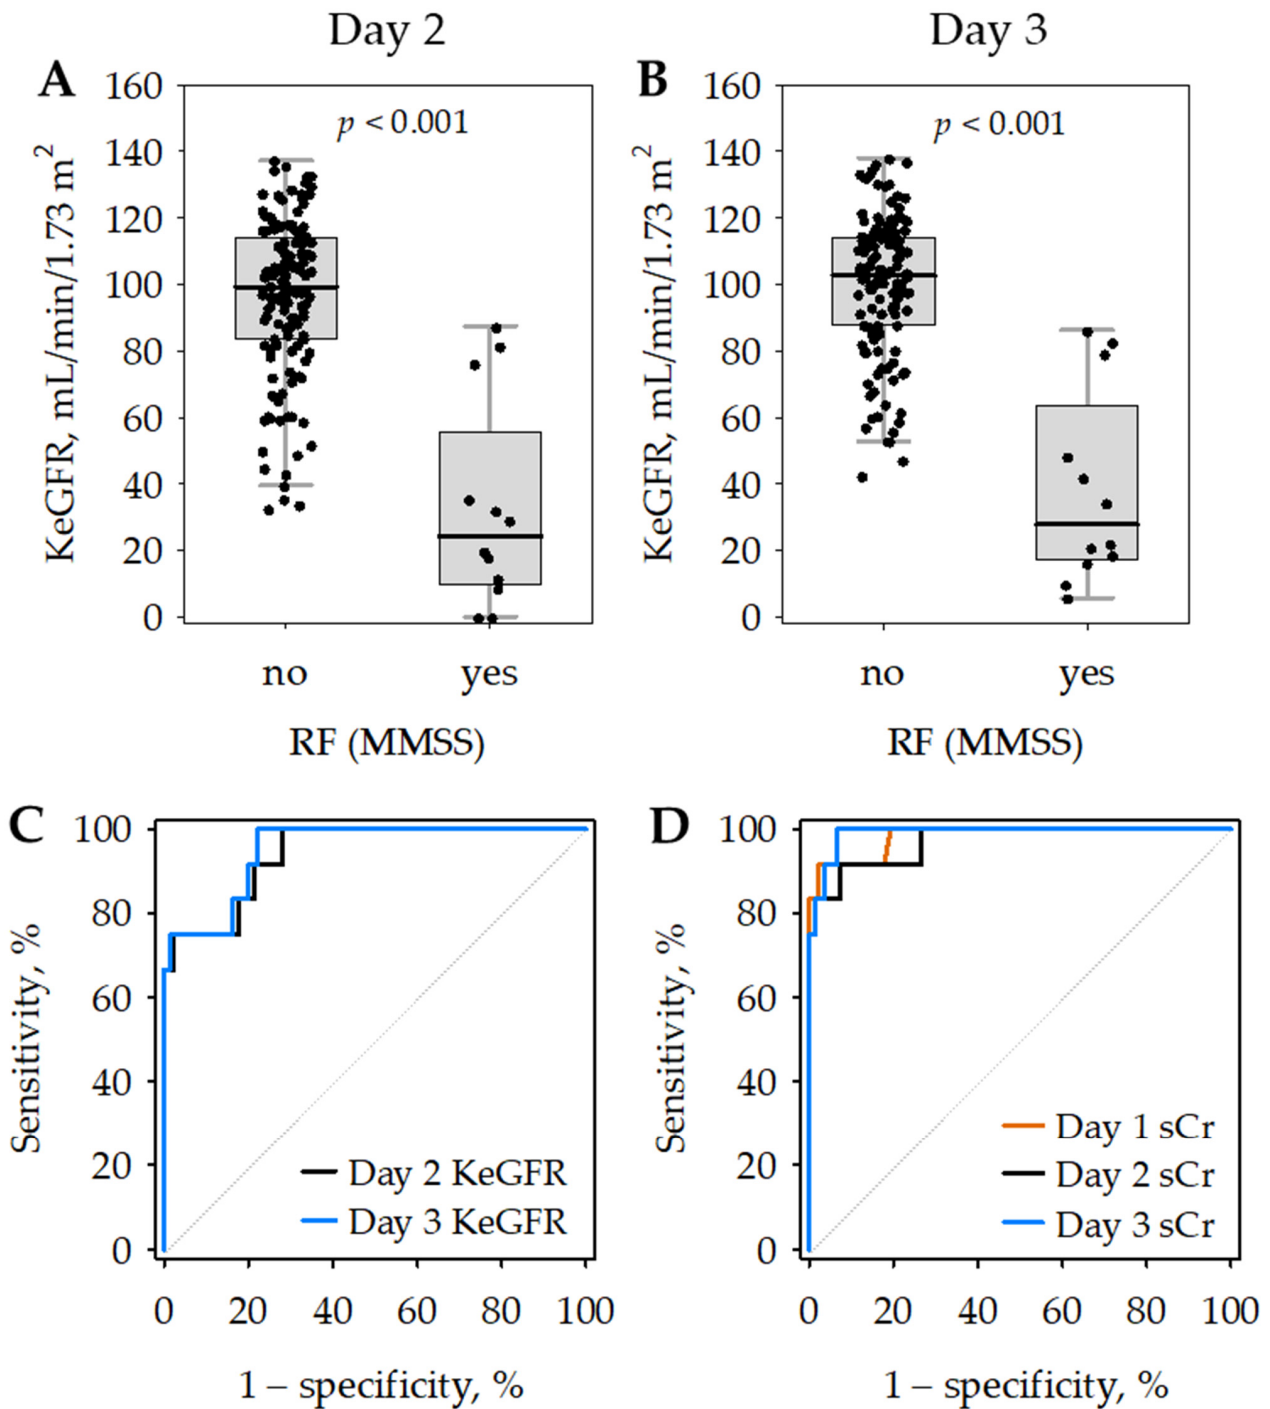 Day 2
Day 3
A
B
160
140
120
100
80
60
40
20
0
KeGFR, mL/min/1.73 m²
p < 0.001
no
yes
RF (MMSS)
160
140
120
100
80
60
40
20
0
KeGFR, mL/min/1.73 m²
p < 0.001
no
yes
RF (MMSS)
C
100
80
60
40
20
0
Sensitivity, %
Day 2 KeGFR
Day 3 KeGFR
0 20 40 60 80 100
1 – specificity, %
D
100
80
60
40
20
0
Sensitivity, %
Day 1 sCr
Day 2 sCr
Day 3 sCr
0 20 40 60 80 100
1 – specificity, %